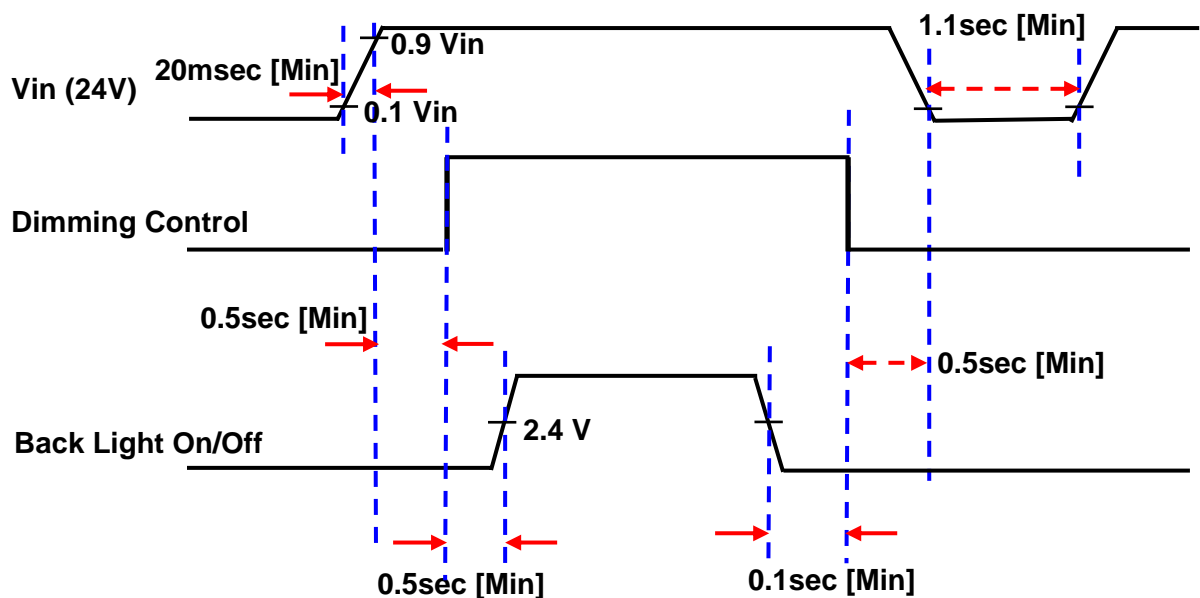 1.1sec [Min]
0.9 Vin
20msec [Min]
Vin (24V)
0.1 Vin
Dimming Control
0.5sec [Min]
0.5sec [Min]
2.4 V
Back Light On/Off
0.5sec [Min]
0.1sec [Min]